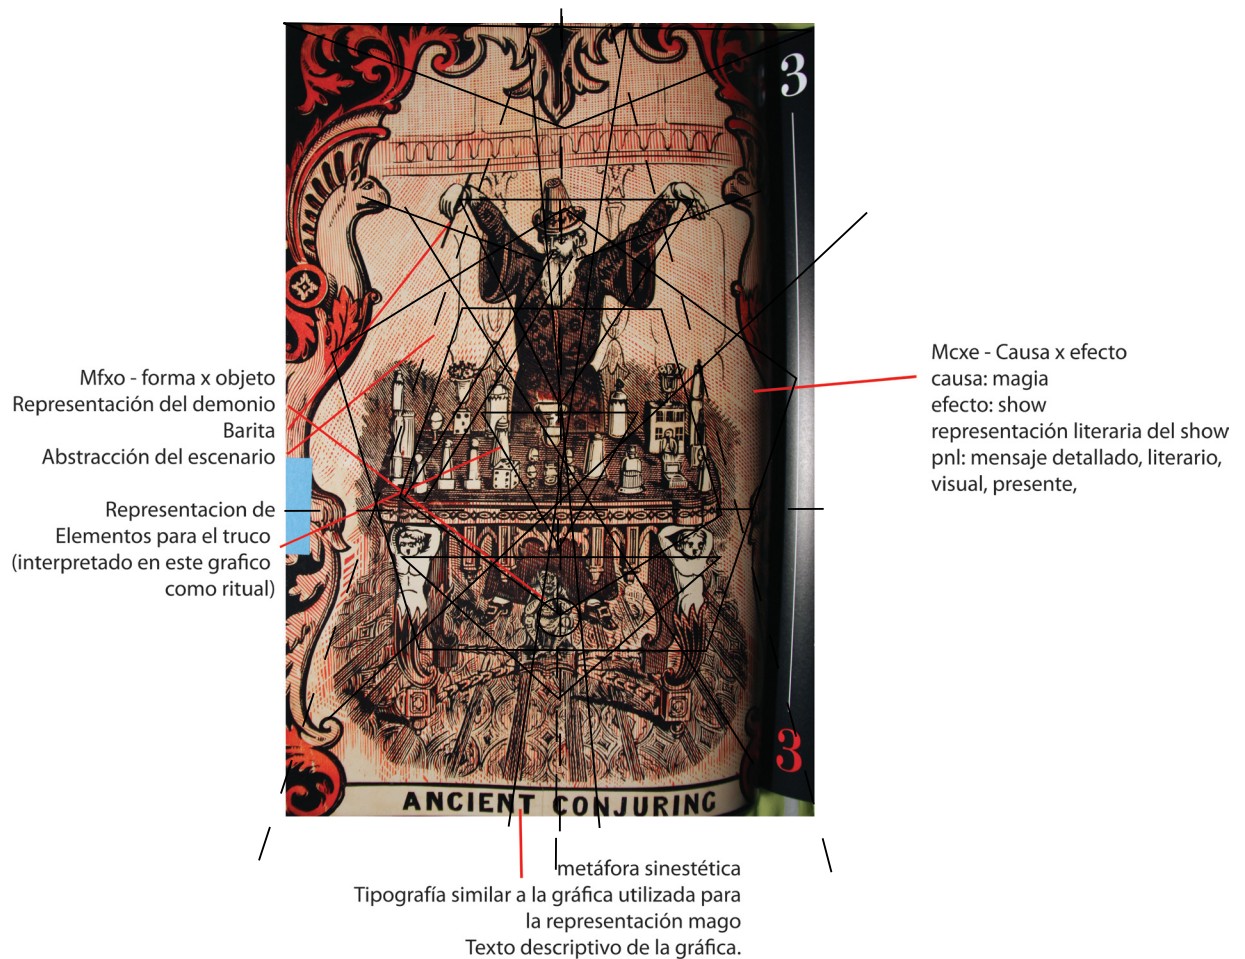 3
Mfxo - forma x objeto
Representación del demonio
Barita
Abstracción del escenario
Representacion de
Elementos para el truco
(interpretado en este grafico
como ritual)
Mcxe - Causa x efecto
causa: magia
efecto: show
representación literaria del show
pnl: mensaje detallado, literario,
visual, presente,
3
ANCIENT CONJURING
metáfora sinestética
Tipografía similar a la gráfica utilizada para
la representación mago
Texto descriptivo de la gráfica.